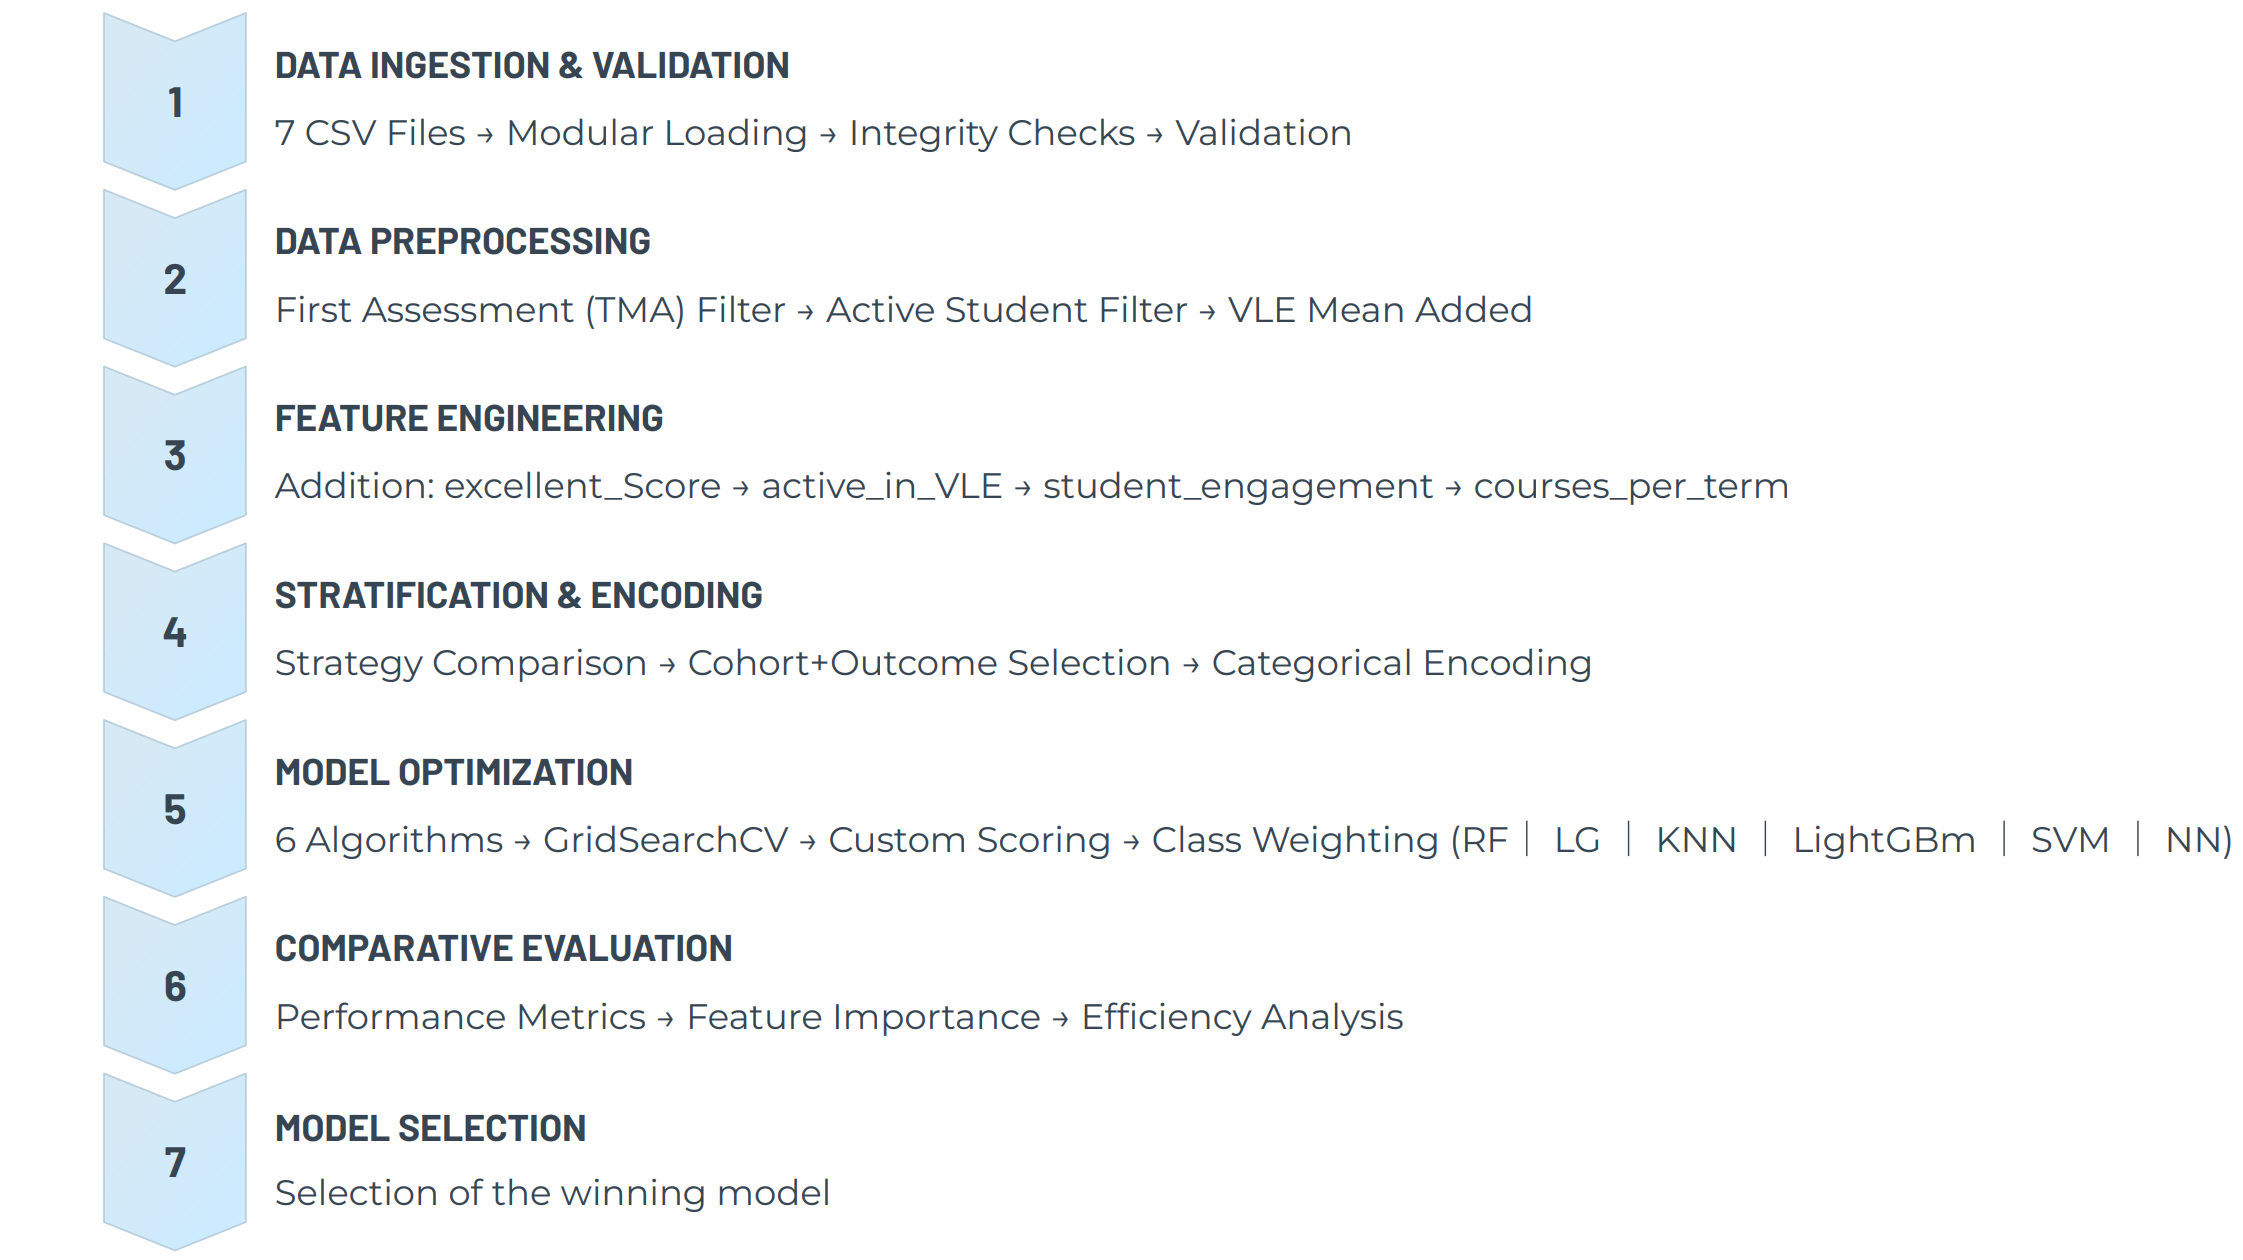 1
DATA INGESTION & VALIDATION
7 CSV Files → Modular Loading → Integrity Checks → Validation
2
DATA PREPROCESSING
First Assessment (TMA) Filter → Active Student Filter → VLE Mean Added
3
FEATURE ENGINEERING
Addition: excellent_Score → active_in_VLE → student_engagement → courses_per_term
4
STRATIFICATION & ENCODING
Strategy Comparison → Cohort+Outcome Selection → Categorical Encoding
5
MODEL OPTIMIZATION
6 Algorithms → GridSearchCV → Custom Scoring → Class Weighting (RF | LG | KNN | LightGBm | SVM | NN)
6
COMPARATIVE EVALUATION
Performance Metrics → Feature Importance → Efficiency Analysis
7
MODEL SELECTION
Selection of the winning model